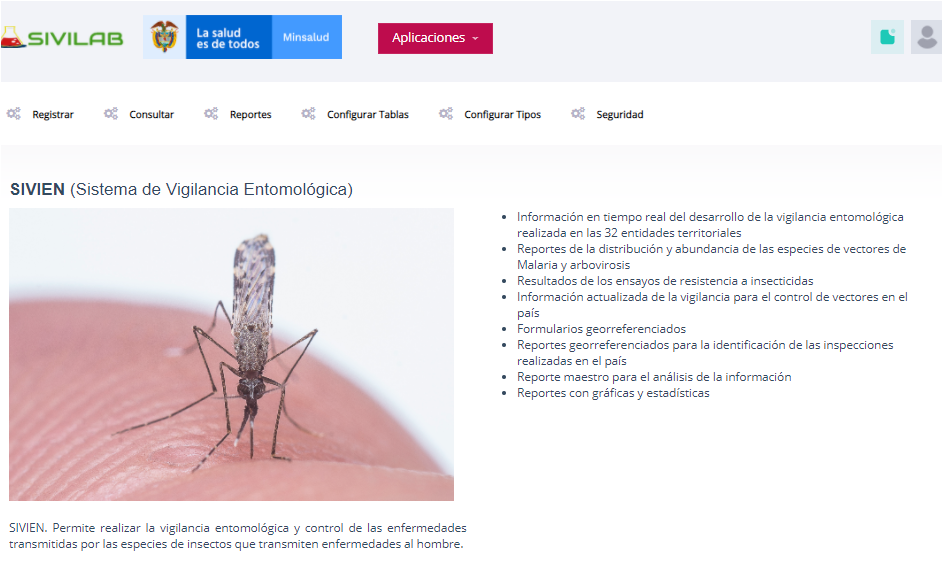 SIVILAB
La salud
es de todos
Minsalud
Aplicaciones
Registrar
Consultar
Reportes
Configurar Tablas
Configurar Tipos
Seguridad
SIVIEN (Sistema de Vigilancia Entomológica)
• Información en tiempo real del desarrollo de la vigilancia entomológica
realizada en las 32 entidades territoriales
• Reportes de la distribución y abundancia de las especies de vectores de
Malaria y arbovirosis
• Resultados de los ensayos de resistencia a insecticidas
• Información actualizada de la vigilancia para el control de vectores en el
país
• Formularios georreferenciados
• Reportes georreferenciados para la identificación de las inspecciones
realizadas en el país
• Reporte maestro para el análisis de la información
• Reportes con gráficas y estadísticas
SIVIEN. Permite realizar la vigilancia entomológica y control de las enfermedades
transmitidas por las especies de insectos que transmiten enfermedades al hombre.